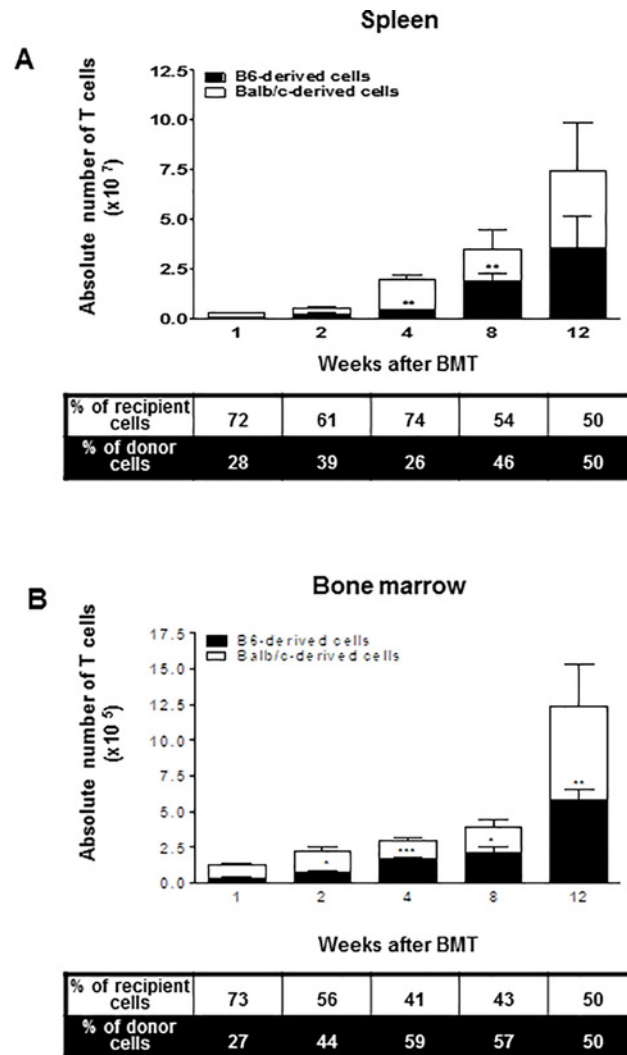 Spleen
A
Absolute number of T cells
(x10 7)
12.5
10.0
7.5
5.0
2.5
0.0
B6-derived cells
Balb/c-derived cells
**
**
1 2 4 8 12
Weeks after BMT
% of recipient
cells
72 61 74 54 50
% of donor
cells
28 39 26 46 50
Bone marrow
B
Absolute number of T cells
(x10 5)
17.5
15.0
12.5
10.0
7.5
5.0
2.5
0.0
B6-derived cells
Balb/c-derived cells
*
***
*
**
1 2 4 8 12
Weeks after BMT
% of recipient
cells
73 56 41 43 50
% of donor
cells
27 44 59 57 50